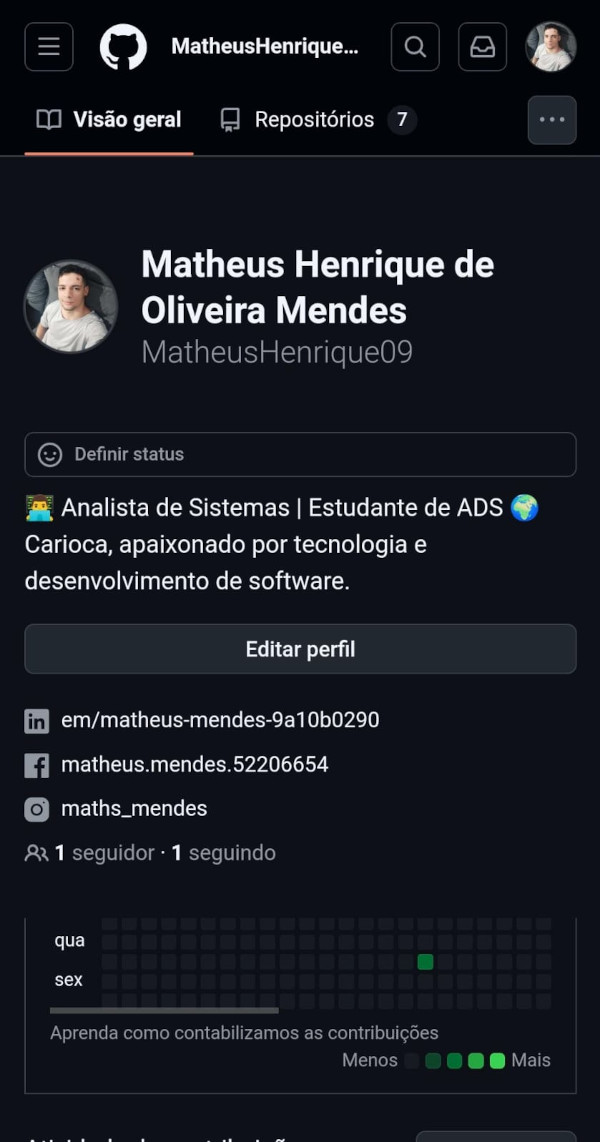 MatheusHenrique...
Visão geral
Repositórios 7
Matheus Henrique de
Oliveira Mendes
MatheusHenrique09
Definir status
Analista de Sistemas | Estudante de ADS
Carioca, apaixonado por tecnologia e
desenvolvimento de software.
Editar perfil
em/matheus-mendes-9a10b0290
matheus.mendes.52206654
maths_mendes
1 seguidor · 1 seguindo
qua
sex
Aprenda como contabilizamos as contribuições
Menos Mais